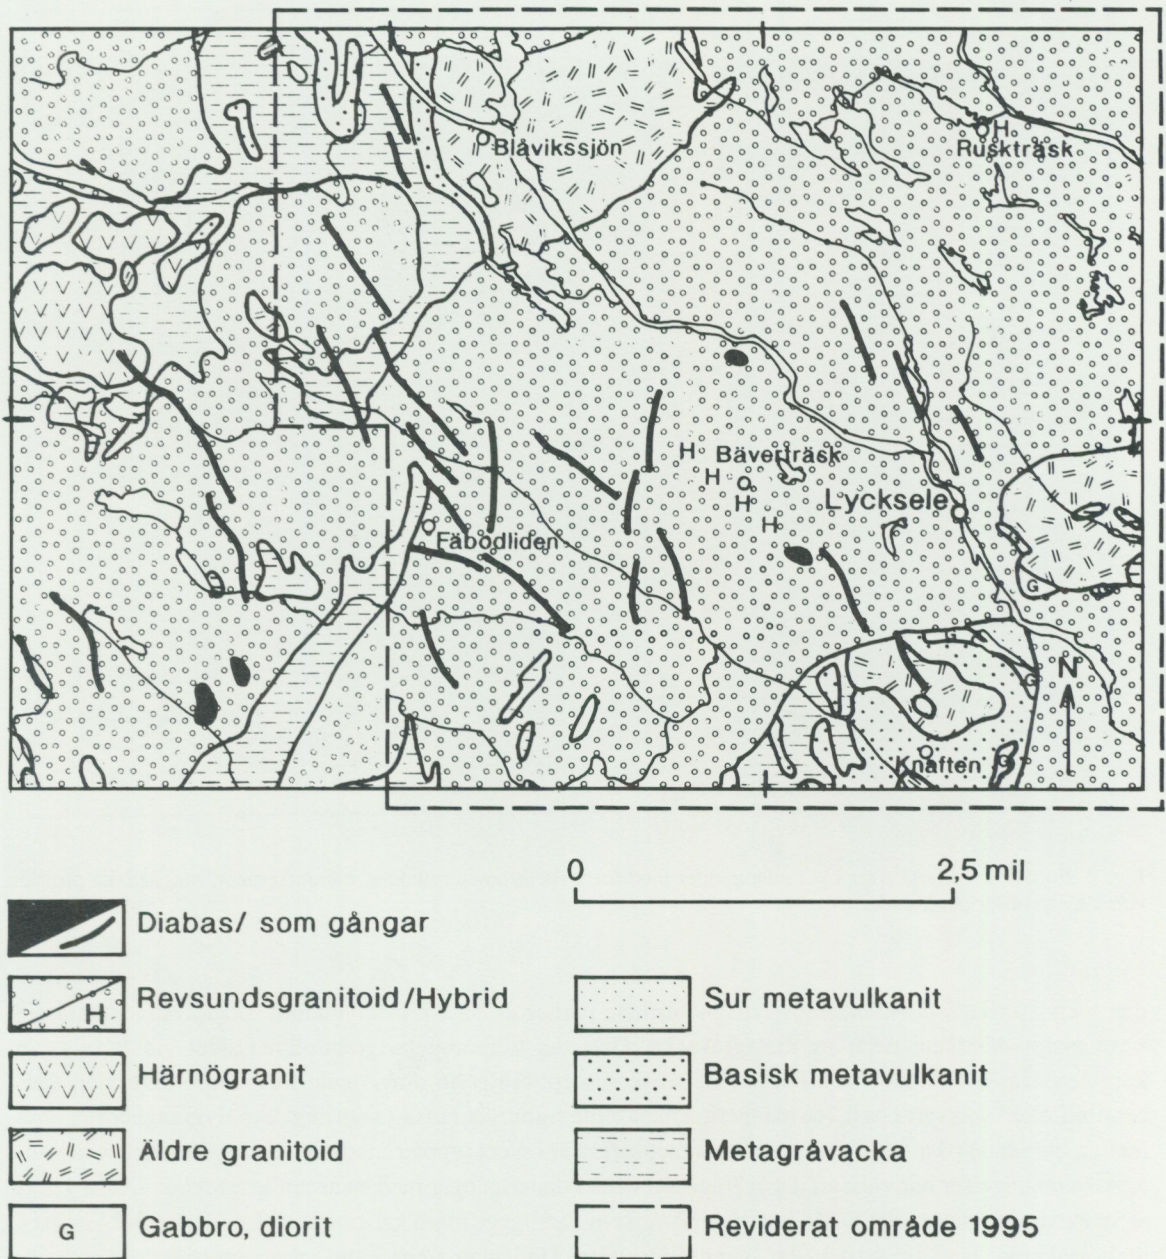 H
Blåvikssjön
Ruskträsk
H Bäverträsk
H
H
H
Lycksele
Fäbodliden
G
N
G
Knaften
G
0 2,5 mil
Diabas/ som gångar
H
Revsundsgranitoid/Hybrid
Sur metavulkanit
Härnögranit
Basisk metavulkanit
Äldre granitoid
Metagråvacka
G
Gabbro, diorit
Reviderat område 1995